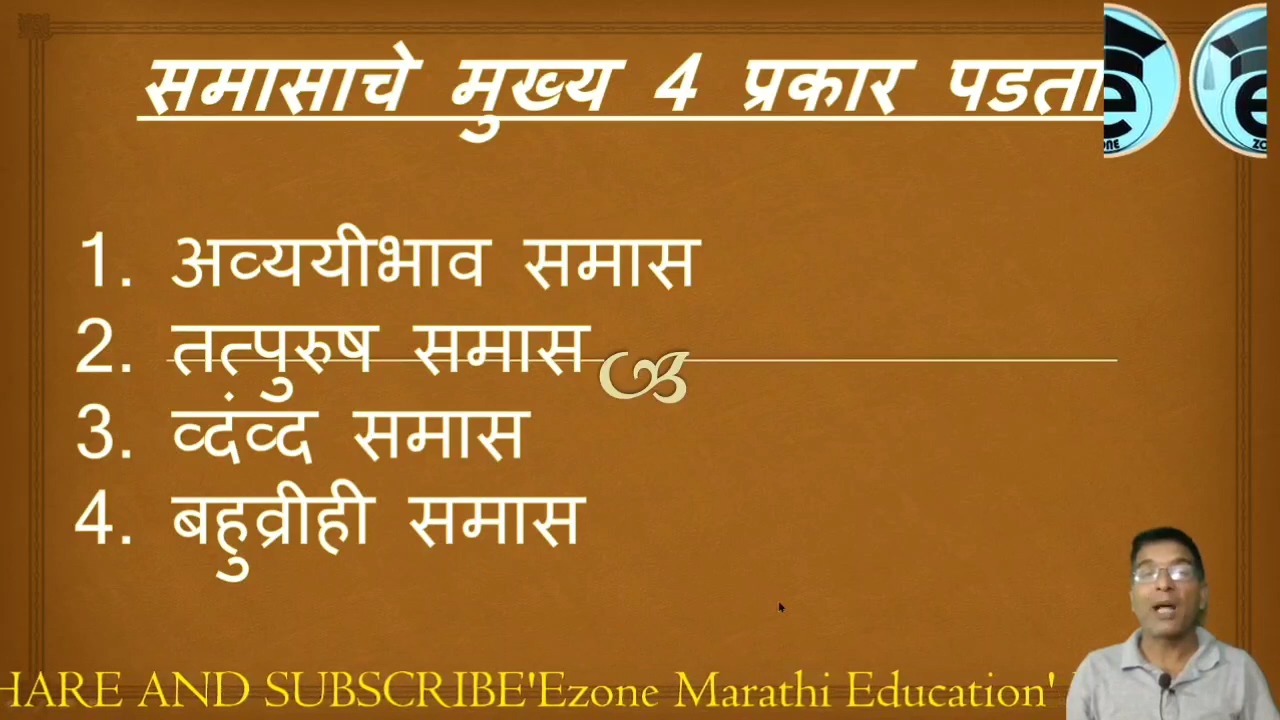 समासाचे मुख्य 4 प्रकार पडता
1. अव्ययीभाव समास
2. तत्पुरुष समास
3. व्दंव्द समास
4. बहुव्रीही समास
HARE AND SUBSCRIBE'Ezone Marathi Education'